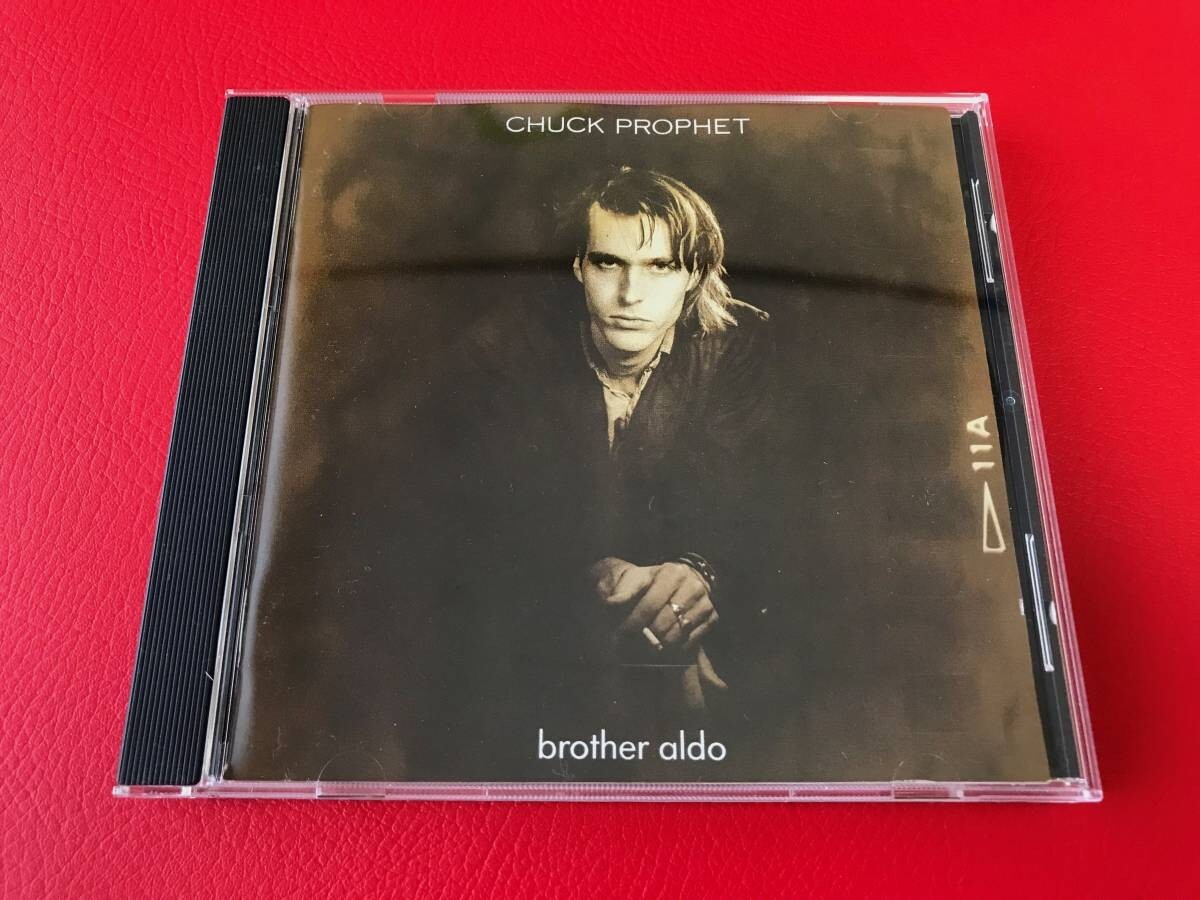 CHUCK PROPHET
11A
brother aldo